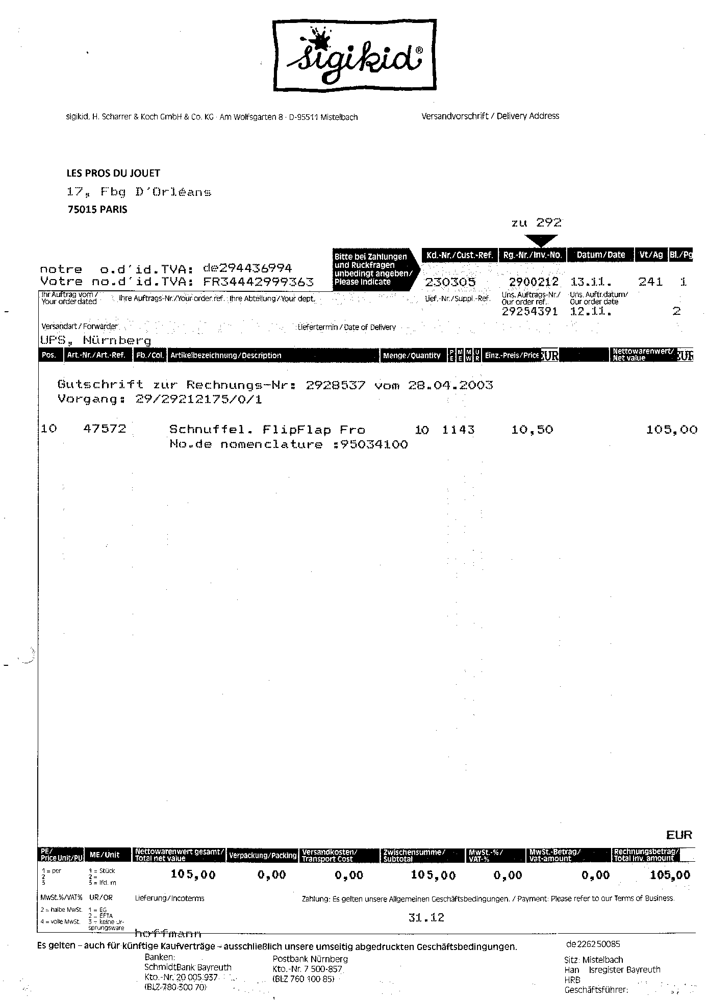 sigikid®
sigikid, H. Scharrer & Koch GmbH & Co. KG · Am Wolfsgarten 8 · D-95511 Mistelbach
Versandvorschrift / Delivery Address
LES PROS DU JOUET
17, Fbg D'Orléans
75015 PARIS
zu 292
Bitte bei Zahlungen
und Rückfragen
unbedingt angeben/
Please indicate
Kd.-Nr./Cust.-Ref. Rg.-Nr./Inv.-No. Datum/Date Vt/Ag Bl./Pg
notre o.d'id.TVA: de294436994
Votre no.d'id.TVA: FR34442999363
230305 2900212 13.11. 241 1
Ihr Auftrag vom/
Your order dated
Ihre Auftrags-Nr./Your order ref. Ihre Abteilung/Your dept.
Lief.-Nr./Suppl.-Ref.
Uns. Auftrags-Nr./
Our order ref.
Uns. Auftr.datum/
Our order date
29254391 12.11. 2
Versandart / Forwarder
Liefertermin / Date of Delivery
UPS, Nürnberg
Pos. Art.-Nr./Art.-Ref. Fb./Col. Artikelbezeichnung/Description Menge/Quantity PE ME MW UR Einz.-Preis/Price EUR Nettowarenwert/ Net value EUR
Gutschrift zur Rechnungs-Nr: 2928537 vom 28.04.2003
Vorgang: 29/29212175/0/1
10 47572 Schnuffel. FlipFlap Fro 10 1143 10,50 105,00
No.de nomenclature :95034100
EUR
PE/
Price Unit/PU
ME/Unit
Nettowarenwert gesamt/
Total net value
Verpackung/Packing
Versandkosten/
Transport Cost
Zwischensumme/
Subtotal
MwSt.-%/
VAT-%
MwSt.-Betrag/
Vat-amount
Rechnungsbetrag/
Total Inv. amount
1 = per
2
3
1 = Stück
2 =
3 = lfd. m
105,00 0,00 0,00 105,00 0,00 0,00 105,00
MwSt.%/VAT% UR/OR Lieferung/Incoterms
Zahlung: Es gelten unsere Allgemeinen Geschäftsbedingungen. / Payment: Please refer to our Terms of Business.
2 = halbe MwSt.
4 = volle MwSt.
1 = EG
2 = EFTA
3 = keine Ur-
sprungsware
31.12
hoffmann
Es gelten – auch für künftige Kaufverträge – ausschließlich unsere umseitig abgedruckten Geschäftsbedingungen.
de226250085
Banken:
SchmidtBank Bayreuth
Kto.-Nr. 20 005 937
(BLZ 780 300 70)
Postbank Nürnberg
Kto.-Nr. 7 500-857
(BLZ 760 100 85)
Sitz: Mistelbach
Han lsregister Bayreuth
HRB
Geschäftsführer: